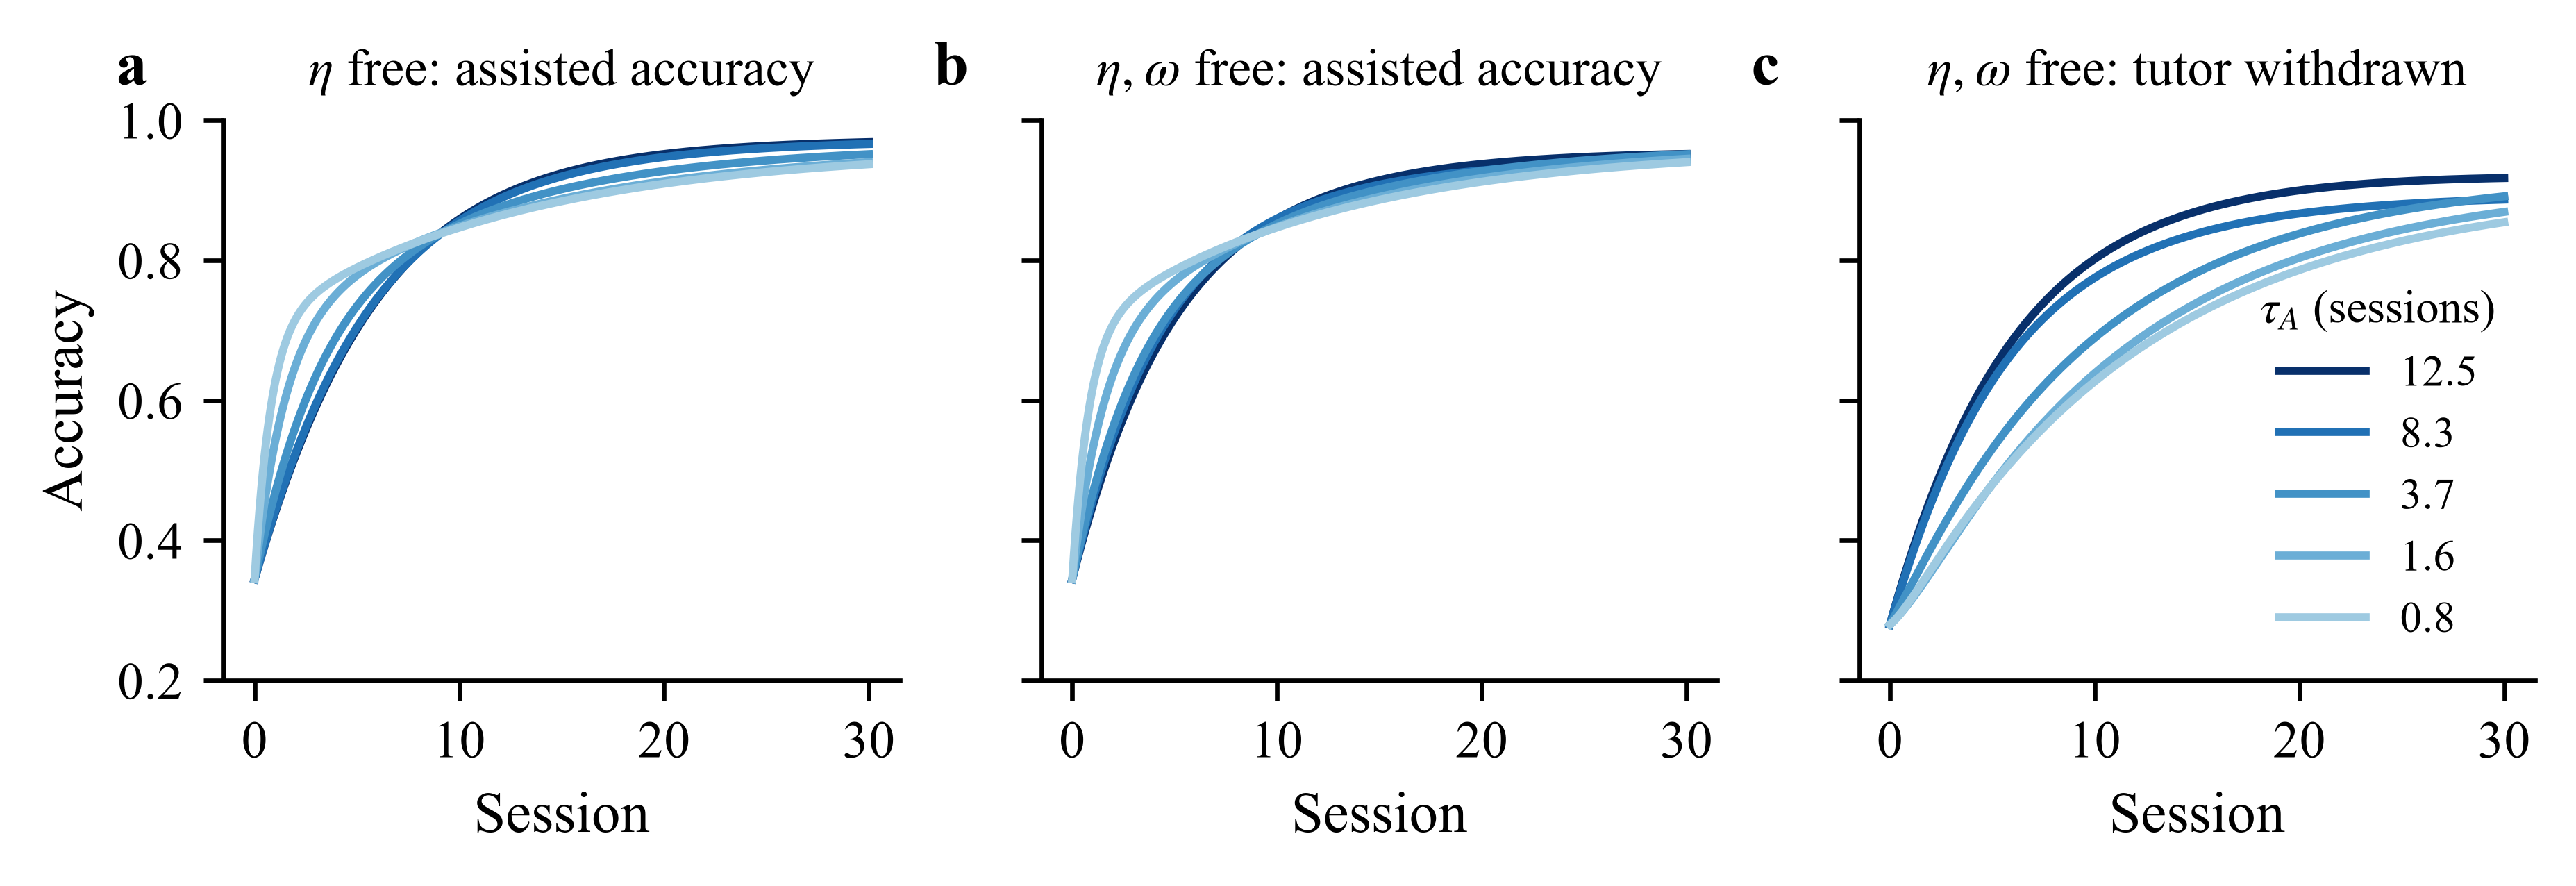 a η free: assisted accuracy
b η, ω free: assisted accuracy
c η, ω free: tutor withdrawn
Accuracy
1.0
0.8
0.6
0.4
0.2
0 10 20 30
Session
0 10 20 30
Session
0 10 20 30
Session
τA (sessions)
12.5
8.3
3.7
1.6
0.8